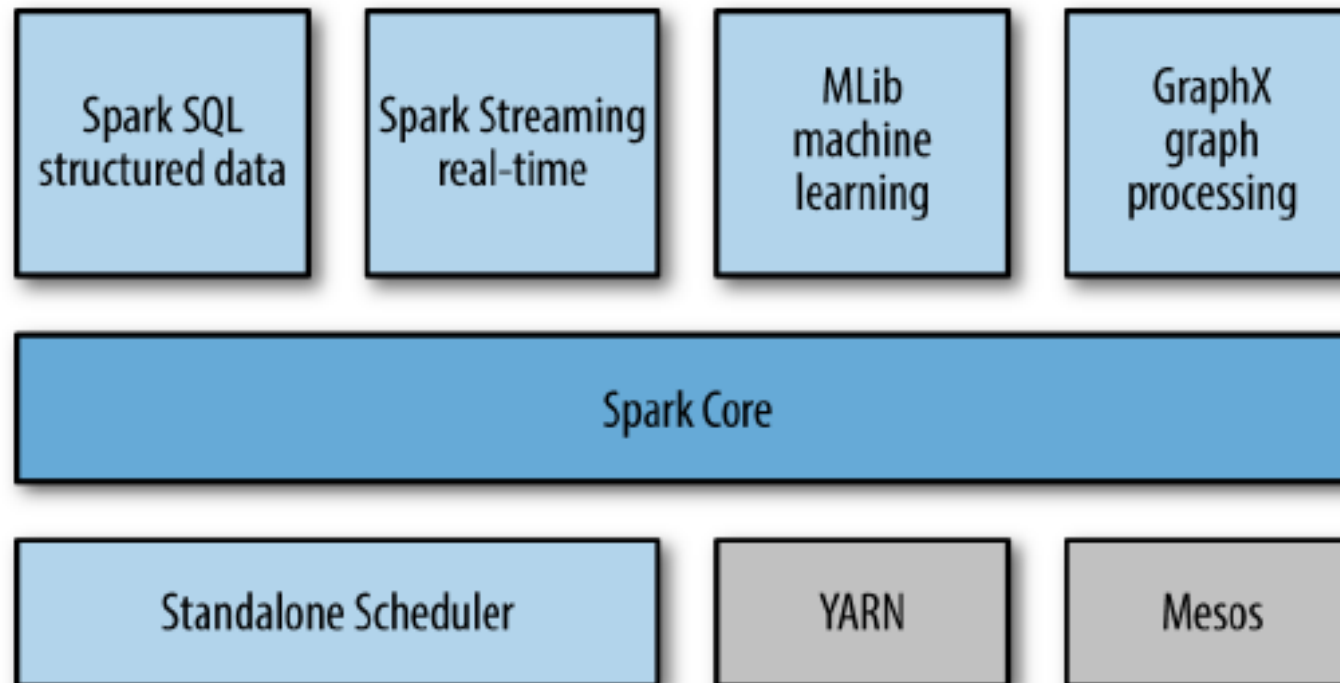 Spark SQL
structured data
Spark Streaming
real-time
MLib
machine
learning
GraphX
graph
processing
Spark Core
Standalone Scheduler
YARN
Mesos